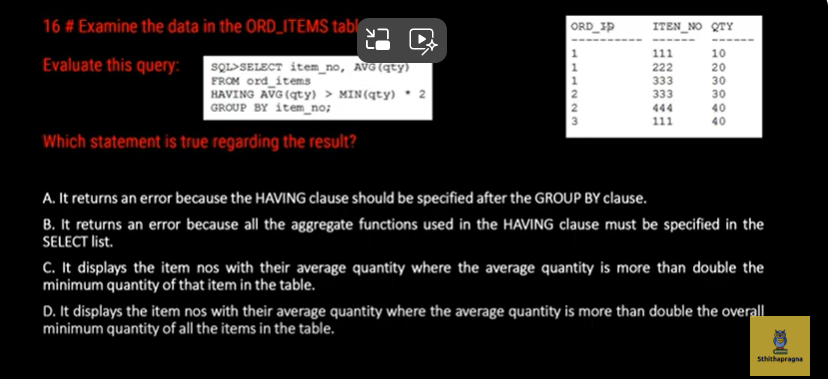 16 # Examine the data in the ORD_ITEMS
Evaluate this query:
SQL>SELECT item_no, AVG(qty)
FROM ord_items
HAVING AVG(qty) > MIN(qty) * 2
GROUP BY item_no;
ORD_ID ITEN_NO QTY
---------- ------- ------
1 111 10
1 222 20
1 333 30
2 333 30
2 444 40
3 111 40
Which statement is true regarding the result?
A. It returns an error because the HAVING clause should be specified after the GROUP BY clause.
B. It returns an error because all the aggregate functions used in the HAVING clause must be specified in the
SELECT list.
C. It displays the item nos with their average quantity where the average quantity is more than double the
minimum quantity of that item in the table.
D. It displays the item nos with their average quantity where the average quantity is more than double the overall
minimum quantity of all the items in the table.
Sthithapragna